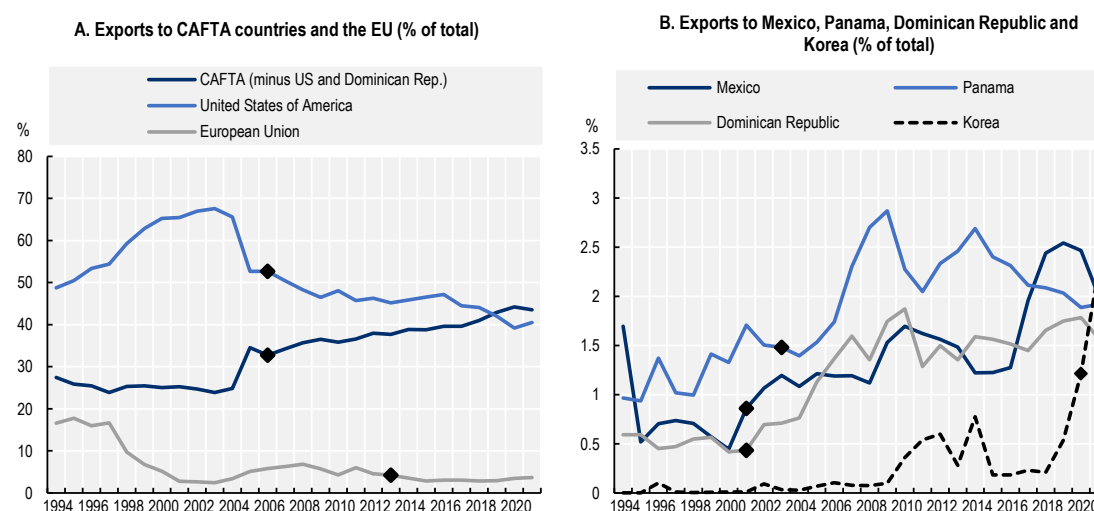 A. Exports to CAFTA countries and the EU (% of total)
CAFTA (minus US and Dominican Rep.)
United States of America
European Union
%
80
70
60
50
40
30
20
10
0
1994 1996 1998 2000 2002 2004 2006 2008 2010 2012 2014 2016 2018 2020
B. Exports to Mexico, Panama, Dominican Republic and
Korea (% of total)
Mexico Panama
Dominican Republic Korea
%
3.5
3
2.5
2
1.5
1
0.5
0
1994 1996 1998 2000 2002 2004 2006 2008 2010 2012 2014 2016 2018 2020